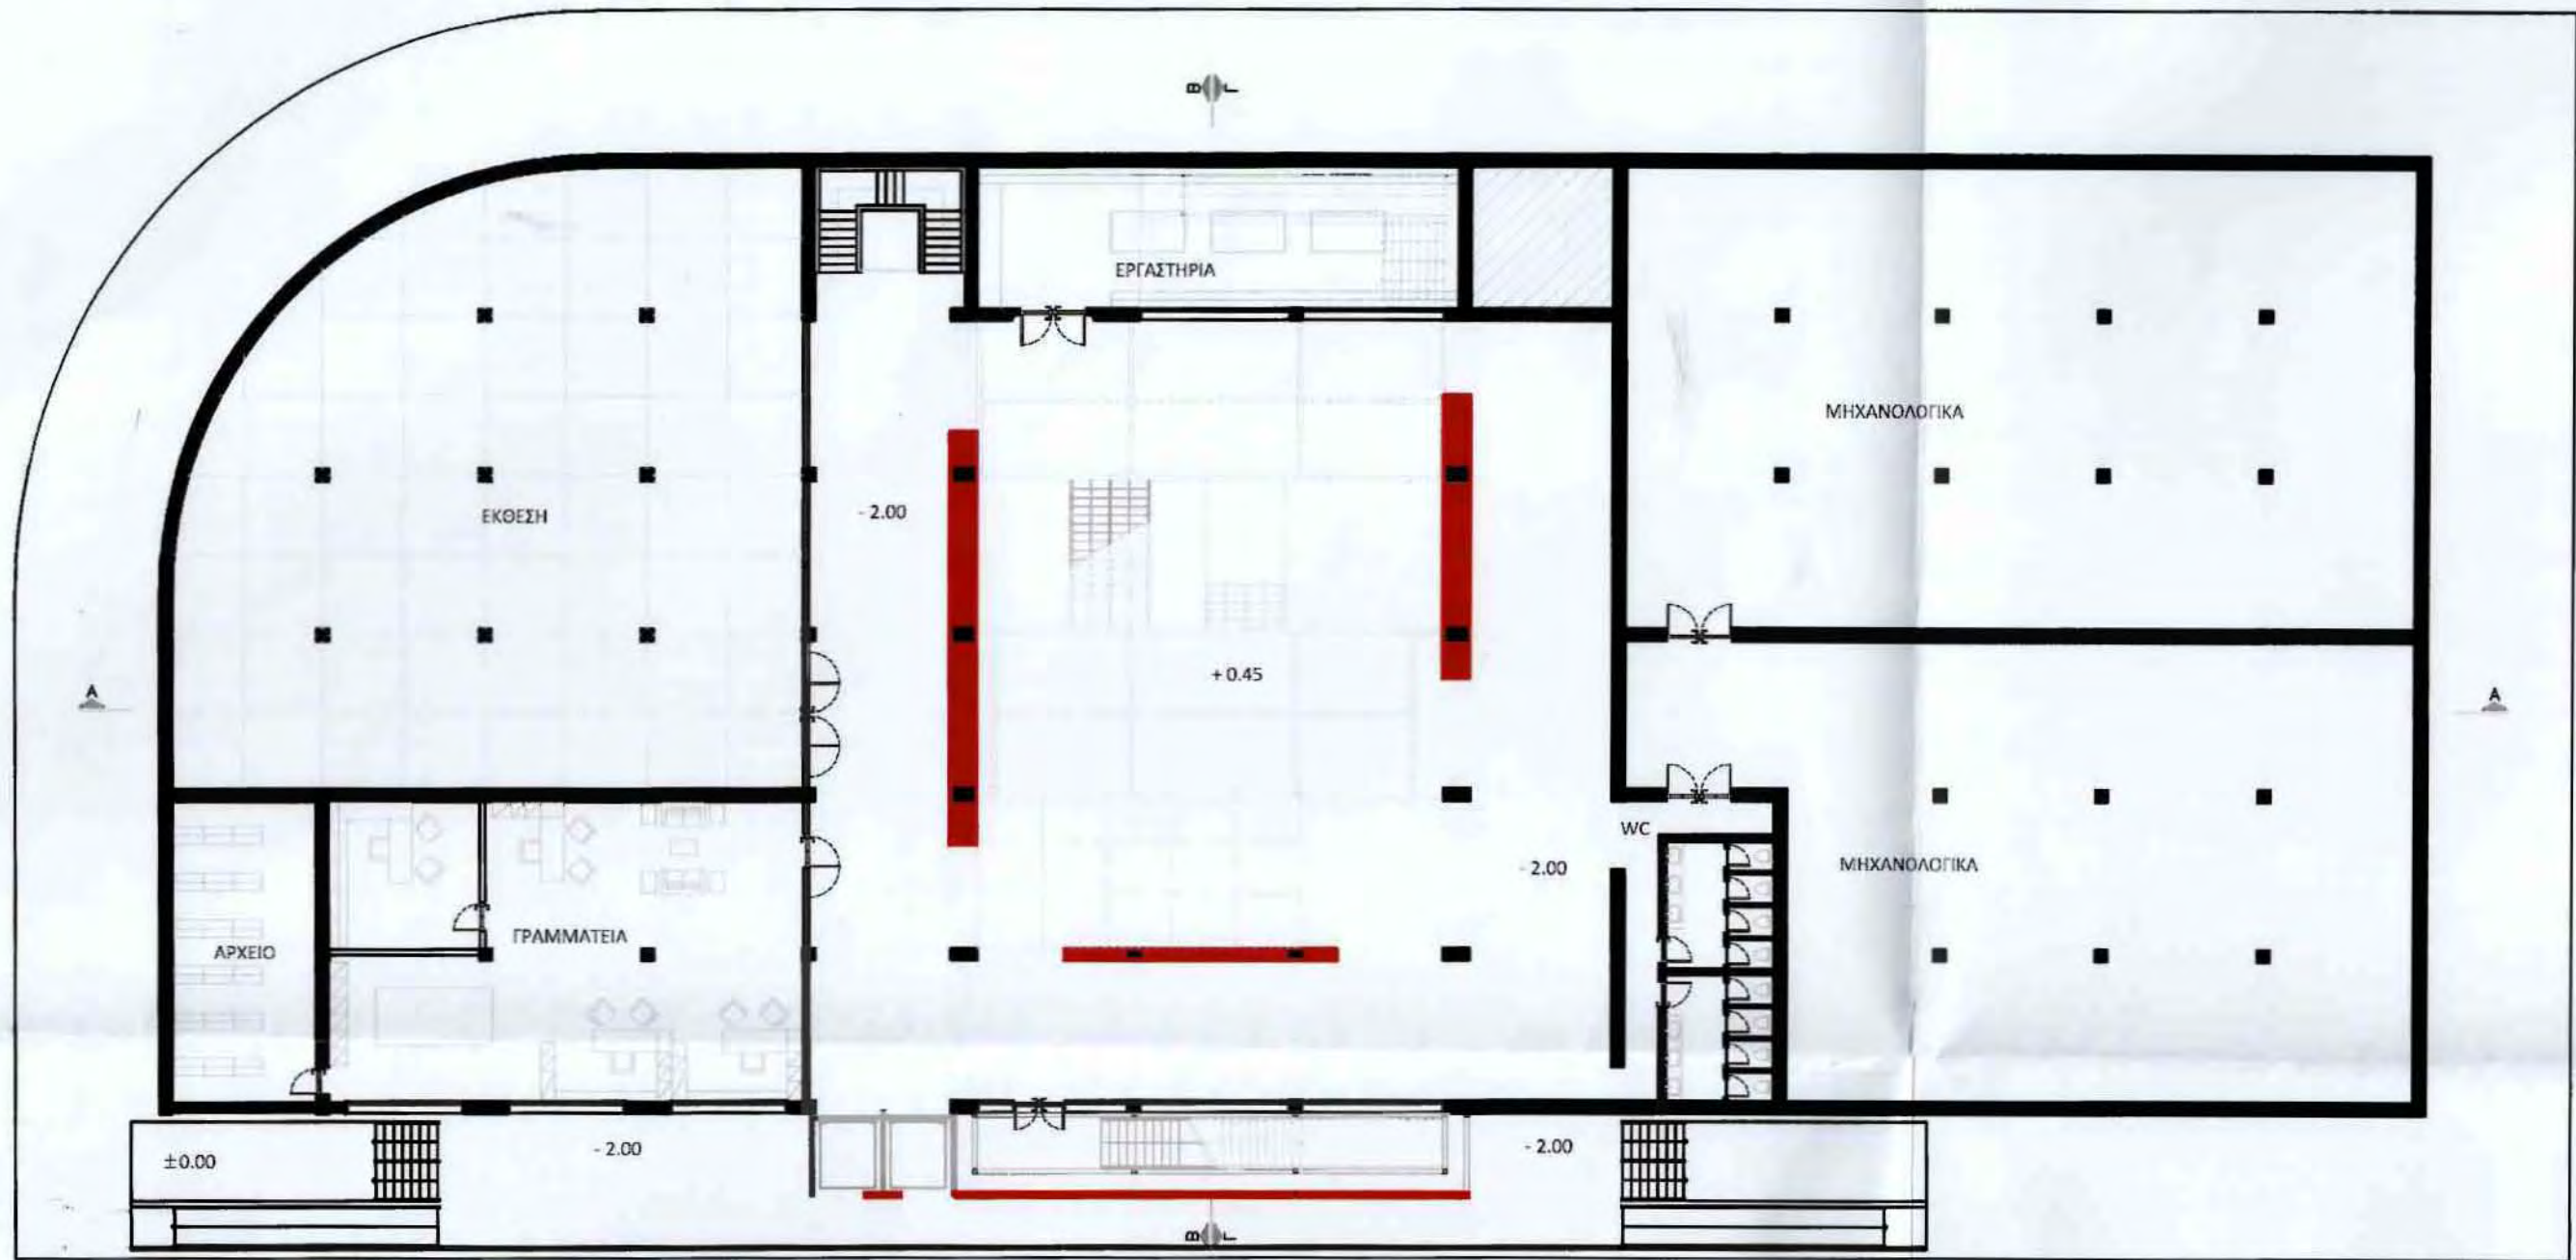 B Γ
ΕΡΓΑΣΤΗΡΙΑ
ΜΗΧΑΝΟΛΟΓΙΚΑ
ΕΚΘΕΣΗ
- 2.00
+ 0.45
A
A
WC
- 2.00
ΜΗΧΑΝΟΛΟΓΙΚΑ
ΓΡΑΜΜΑΤΕΙΑ
ΑΡΧΕΙΟ
±0.00
- 2.00
- 2.00
B Γ